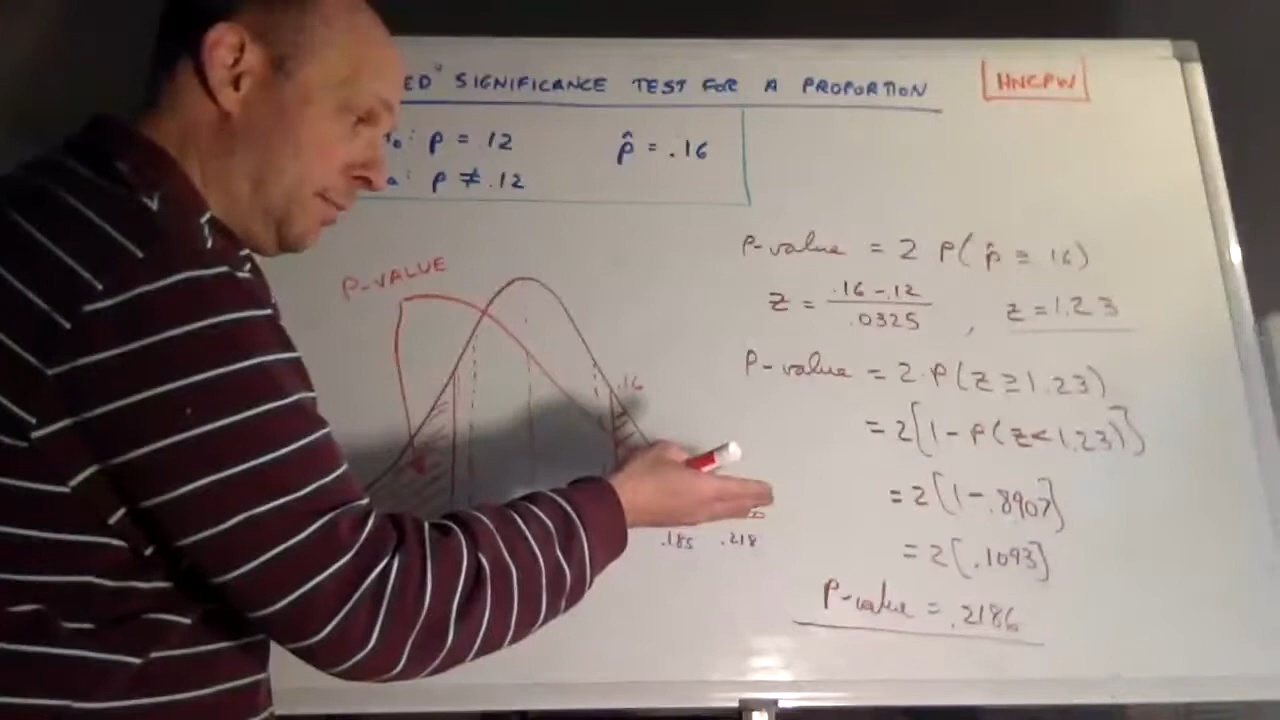 ED" SIGNIFICANCE TEST FOR A PROPORTION
HNCPW
o: p = .12
p̂ = .16
a: p ≠ .12
P-VALUE
.16
.185 .218
P-value = 2 P(p̂ ≥ .16)
z = .16 - .12 / .0325 , z = 1.23
P-value = 2 P(z ≥ 1.23)
= 2[1 - P(z < 1.23)]
= 2[1 - .8907]
= 2[.1093]
P-value = .2186